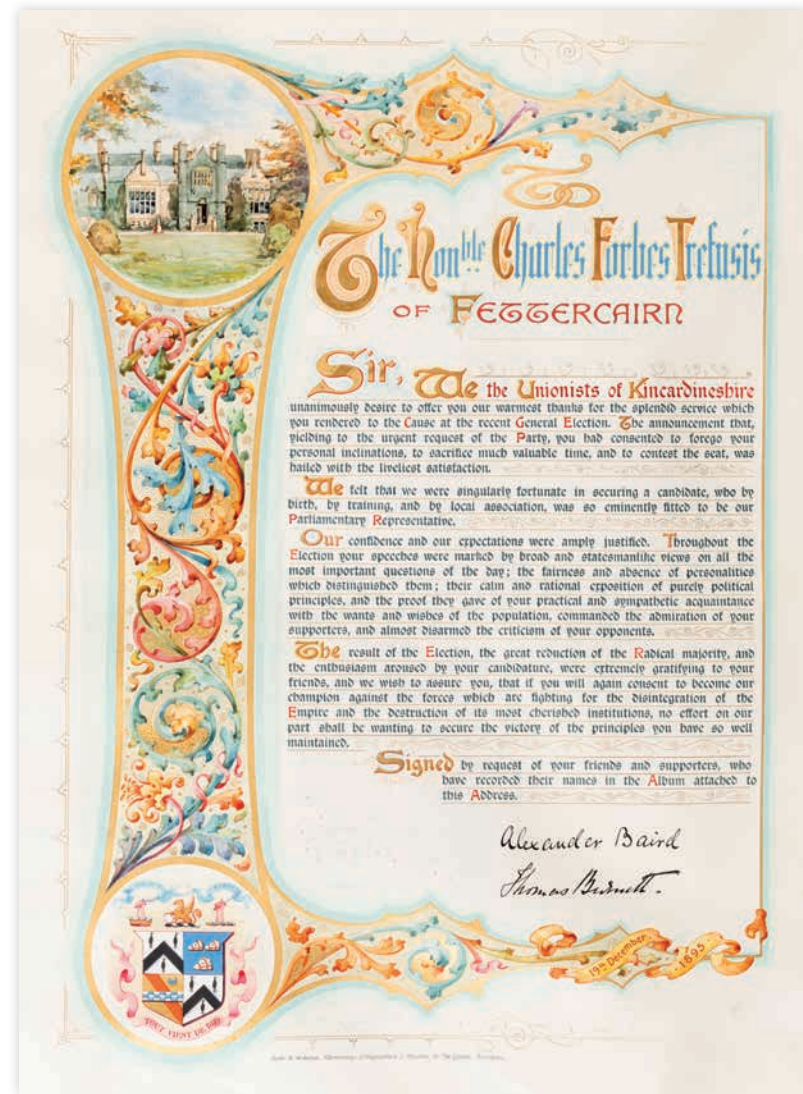 To
The Honble. Charles Forbes Trefusis
OF FETTERCAIRN
Sir, We the Unionists of Kincardineshire
unanimously desire to offer you our warmest thanks for the splendid service which
you rendered to the Cause at the recent General Election. The announcement that,
yielding to the urgent request of the Party, you had consented to forego your
personal inclinations, to sacrifice much valuable time, and to contest the seat, was
hailed with the liveliest satisfaction.
We felt that we were singularly fortunate in securing a candidate, who by
birth, by training, and by local association, was so eminently fitted to be our
Parliamentary Representative.
Our confidence and our expectations were amply justified. Throughout the
Election your speeches were marked by broad and statesmanlike views on all the
most important questions of the day; the fairness and absence of personalities
which distinguished them; their calm and rational exposition of purely political
principles, and the proof they gave of your practical and sympathetic acquaintance
with the wants and wishes of the population, commanded the admiration of your
supporters, and almost disarmed the criticism of your opponents.
The result of the Election, the great reduction of the Radical majority, and
the enthusiasm aroused by your candidature, were extremely gratifying to your
friends, and we wish to assure you, that if you will again consent to become our
champion against the forces which are fighting for the disintegration of the
Empire and the destruction of its most cherished institutions, no effort on our
part shall be wanting to secure the victory of the principles you have so well
maintained.
Signed by request of your friends and supporters, who
have recorded their names in the Album attached to
this Address.
Alexander Baird
Thomas Burnett.
19th December 1895
TOUT VIENT DE DIEU